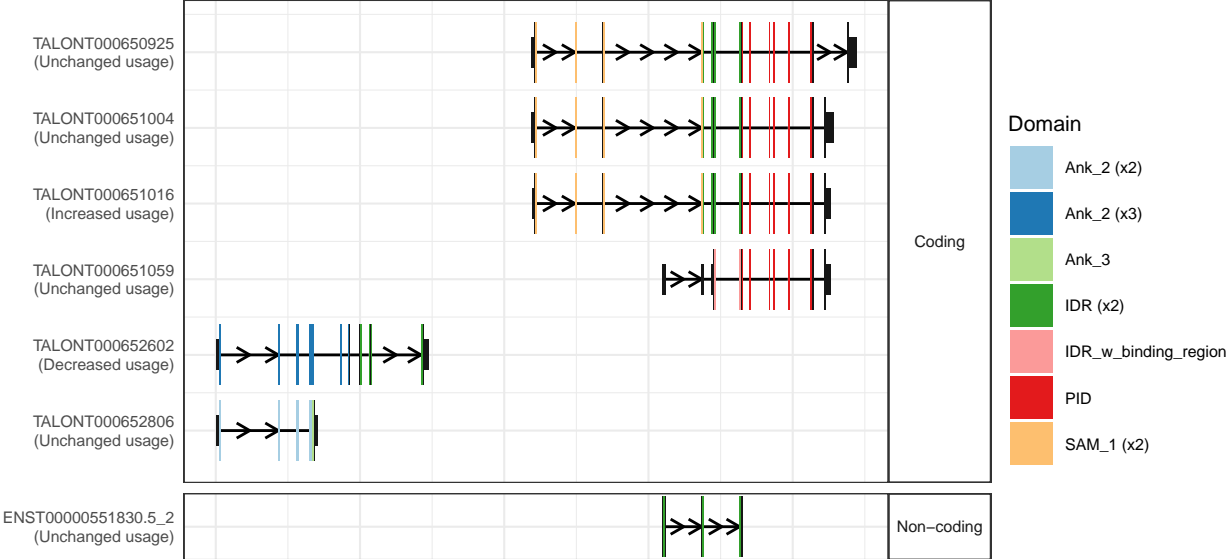 TALONT000650925
(Unchanged usage)
TALONT000651004
(Unchanged usage)
TALONT000651016
(Increased usage)
TALONT000651059
(Unchanged usage)
TALONT000652602
(Decreased usage)
TALONT000652806
(Unchanged usage)
ENST00000551830.5_2
(Unchanged usage)
Coding
Non−coding
Domain
Ank_2 (x2)
Ank_2 (x3)
Ank_3
IDR (x2)
IDR_w_binding_region
PID
SAM_1 (x2)